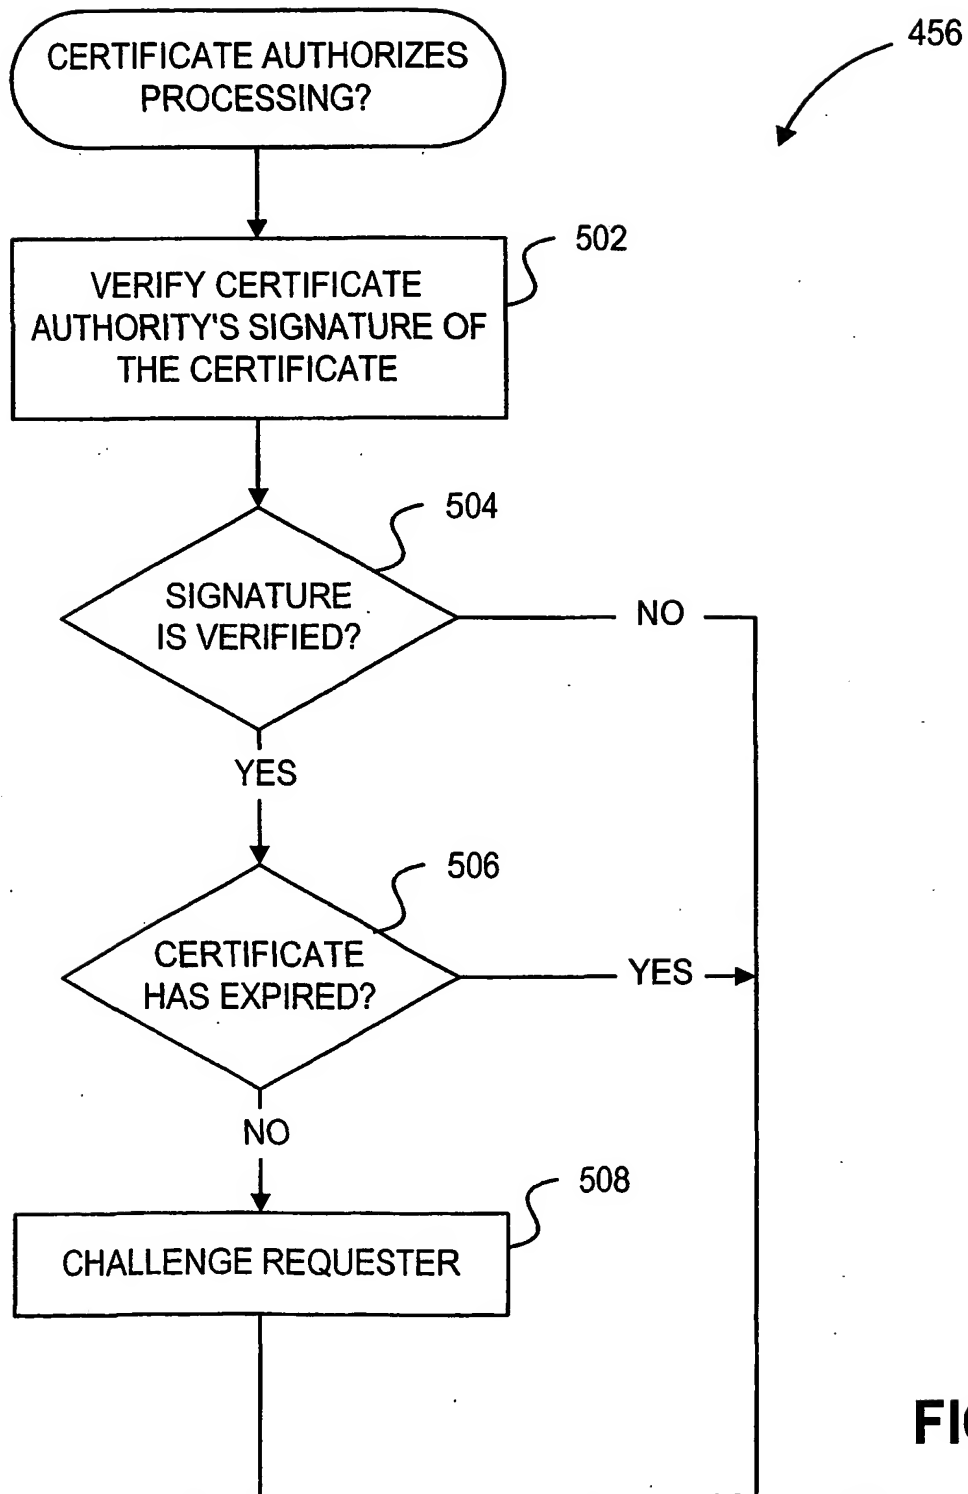 CERTIFICATE AUTHORIZES
PROCESSING?
456
VERIFY CERTIFICATE
AUTHORITY'S SIGNATURE OF
THE CERTIFICATE
502
504
SIGNATURE
IS VERIFIED?
NO
YES
506
CERTIFICATE
HAS EXPIRED?
YES
NO
508
CHALLENGE REQUESTER